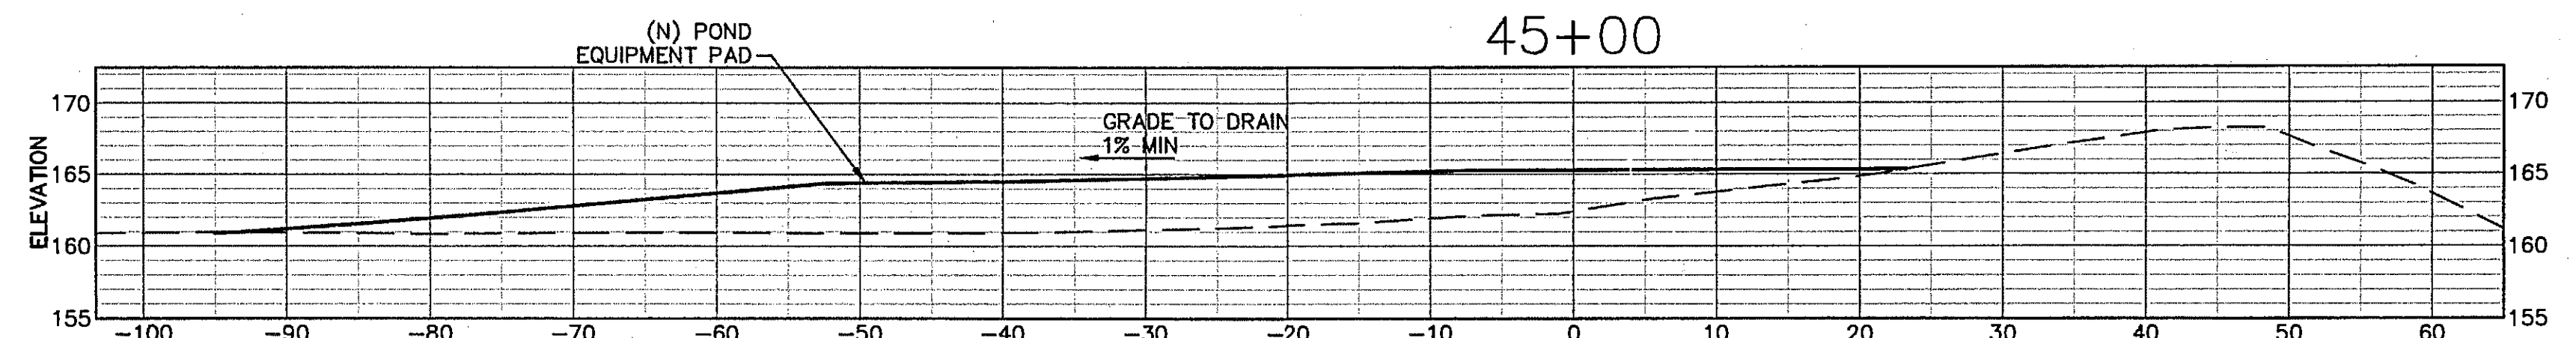 45+00
(N) POND
EQUIPMENT PAD
GRADE TO DRAIN
1% MIN
ELEVATION
170
165
160
155
170
165
160
155
-100 -90 -80 -70 -60 -50 -40 -30 -20 -10 0 10 20 30 40 50 60